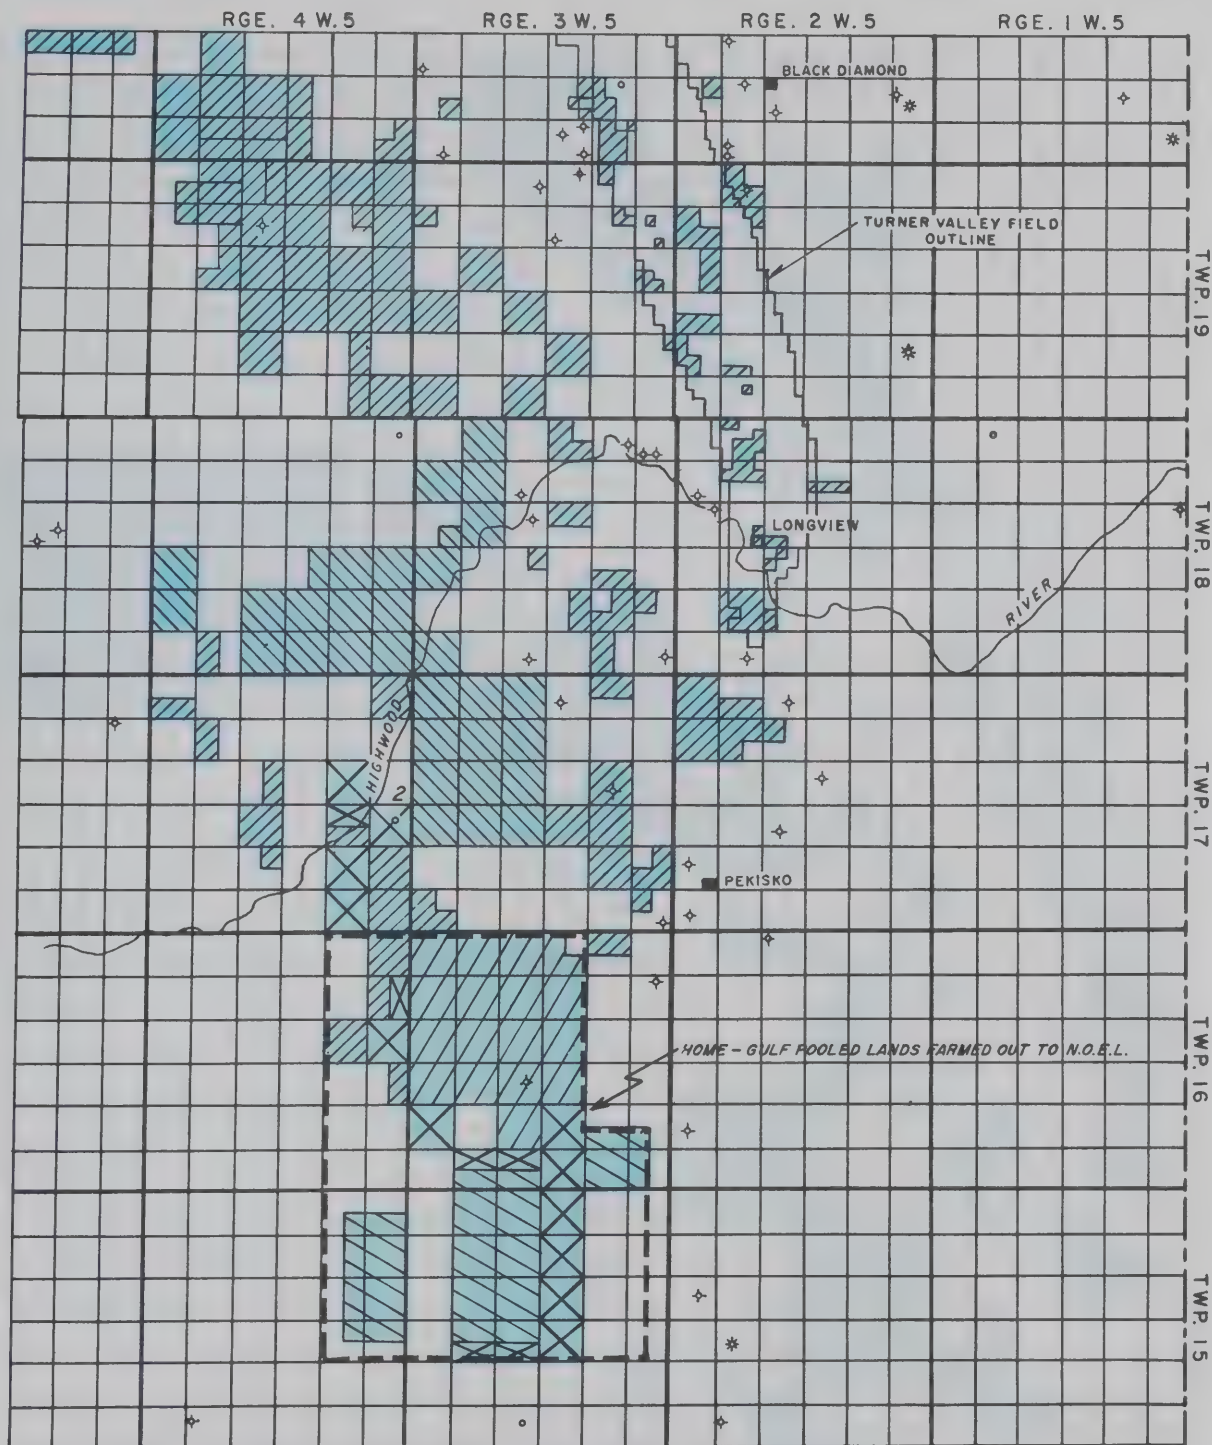 RGE. 4 W.5 RGE. 3 W.5 RGE. 2 W.5 RGE. 1 W.5
BLACK DIAMOND
TURNER VALLEY FIELD
OUTLINE
TWP. 19
LONGVIEW
TWP. 18
RIVER
HIGHWOOD
2
TWP. 17
PEKISKO
HOME - GULF POOLED LANDS FARMED OUT TO N.O.E.L.
TWP. 16
TWP. 15